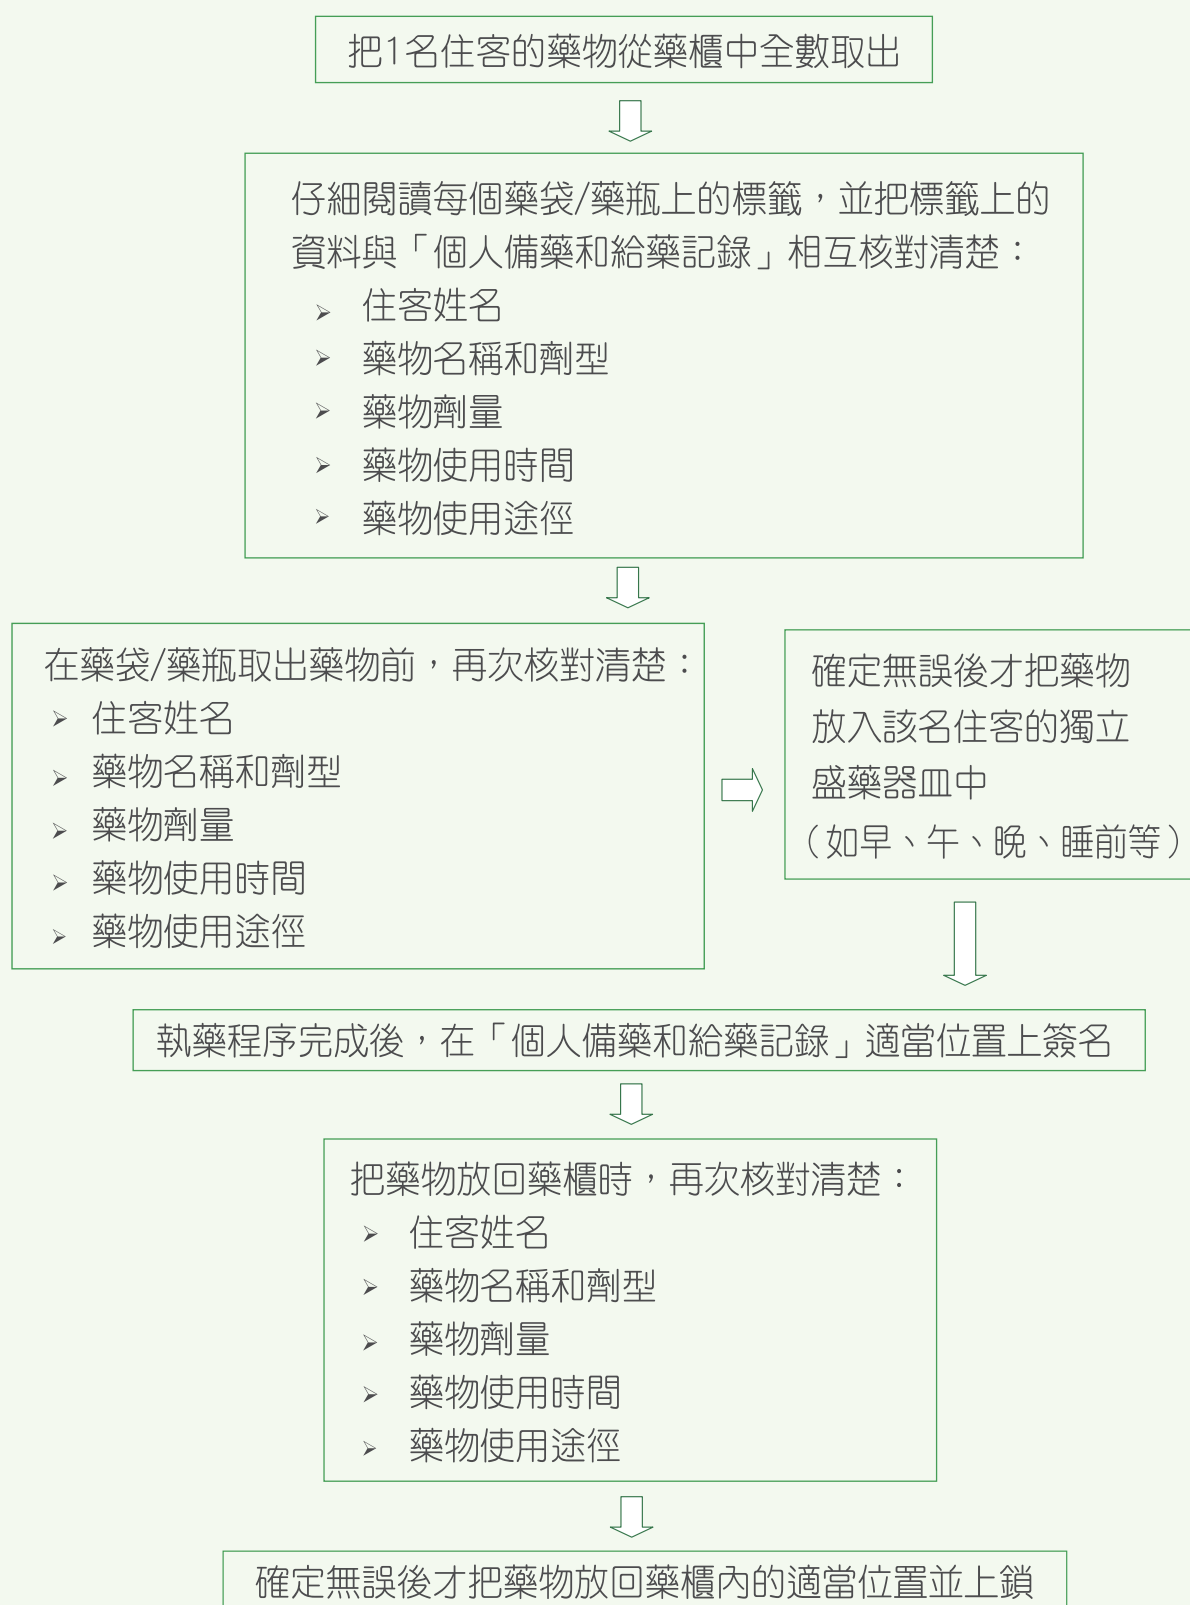 把1名住客的藥物從藥櫃中全數取出
仔細閱讀每個藥袋/藥瓶上的標籤，並把標籤上的
資料與「個人備藥和給藥記錄」相互核對清楚：
➢ 住客姓名
➢ 藥物名稱和劑型
➢ 藥物劑量
➢ 藥物使用時間
➢ 藥物使用途徑
在藥袋/藥瓶取出藥物前，再次核對清楚：
➢ 住客姓名
➢ 藥物名稱和劑型
➢ 藥物劑量
➢ 藥物使用時間
➢ 藥物使用途徑
確定無誤後才把藥物
放入該名住客的獨立
盛藥器皿中
（如早、午、晚、睡前等）
執藥程序完成後，在「個人備藥和給藥記錄」適當位置上簽名
把藥物放回藥櫃時，再次核對清楚：
➢ 住客姓名
➢ 藥物名稱和劑型
➢ 藥物劑量
➢ 藥物使用時間
➢ 藥物使用途徑
確定無誤後才把藥物放回藥櫃內的適當位置並上鎖